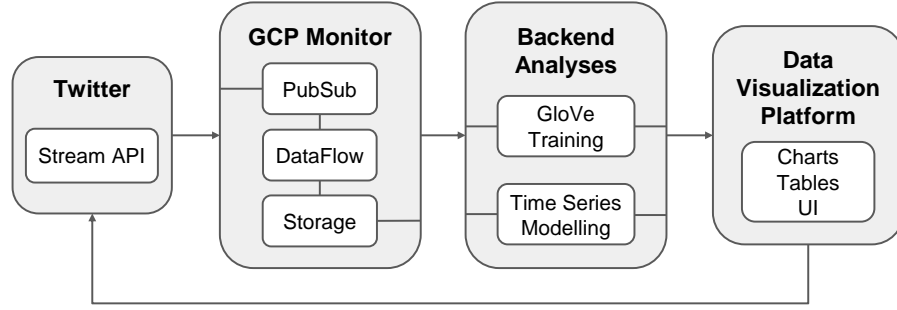 Twitter
Stream API
GCP Monitor
PubSub
DataFlow
Storage
Backend
Analyses
GloVe
Training
Time Series
Modelling
Data
Visualization
Platform
Charts
Tables
UI